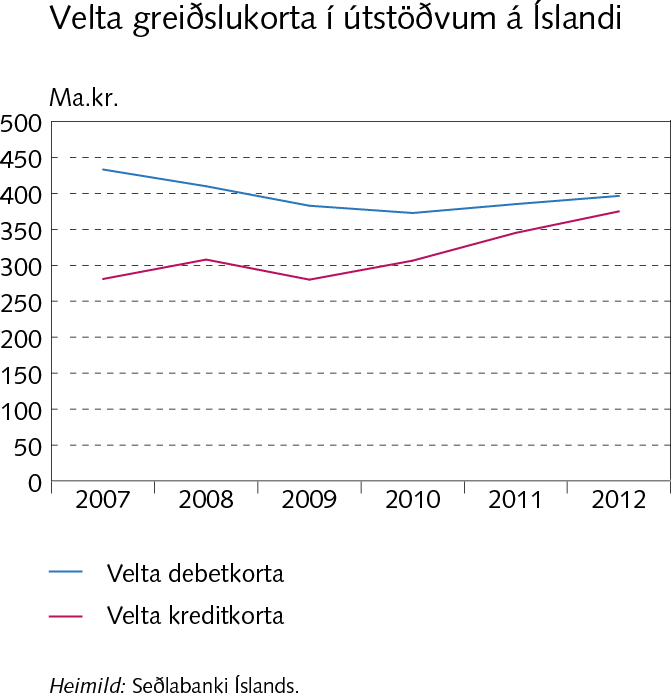 Velta greiðslukorta í útstöðvum á Íslandi
Ma.kr.
500
450
400
350
300
250
200
150
100
50
0
2007 2008 2009 2010 2011 2012
Velta debetkorta
Velta kreditkorta
Heimild: Seðlabanki Íslands.